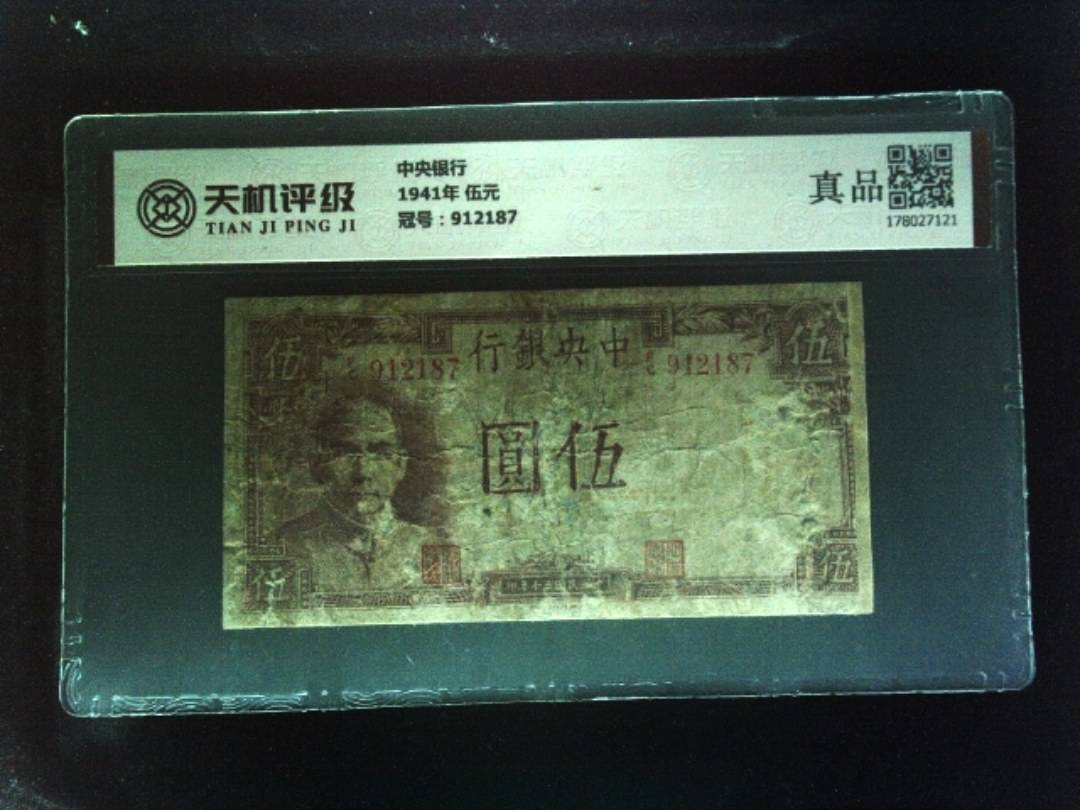 天机评级
TIAN JI PING JI
中央银行
1941年 伍元
冠号：912187
真品
178027121
行銀央中
伍
伍
912187
912187
圓伍
伍
伍